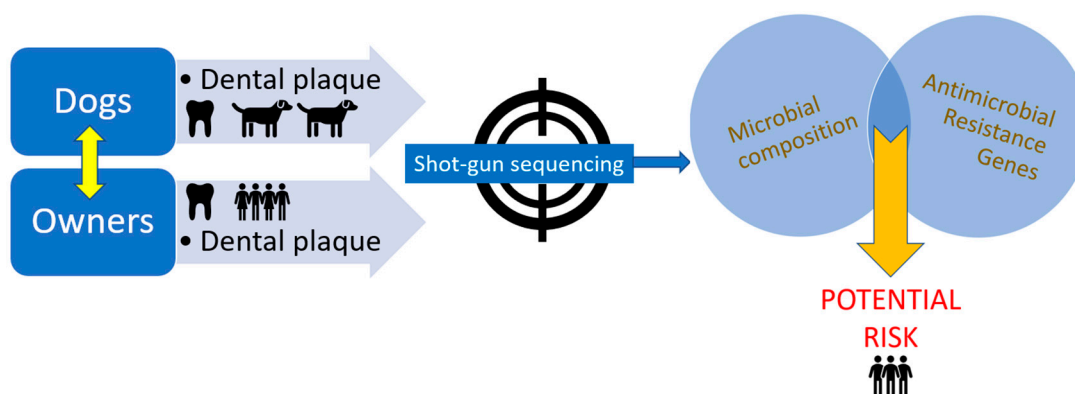 Dogs
• Dental plaque
Owners
• Dental plaque
Shot-gun sequencing
Microbial
composition
Antimicrobial
Resistance
Genes
POTENTIAL
RISK